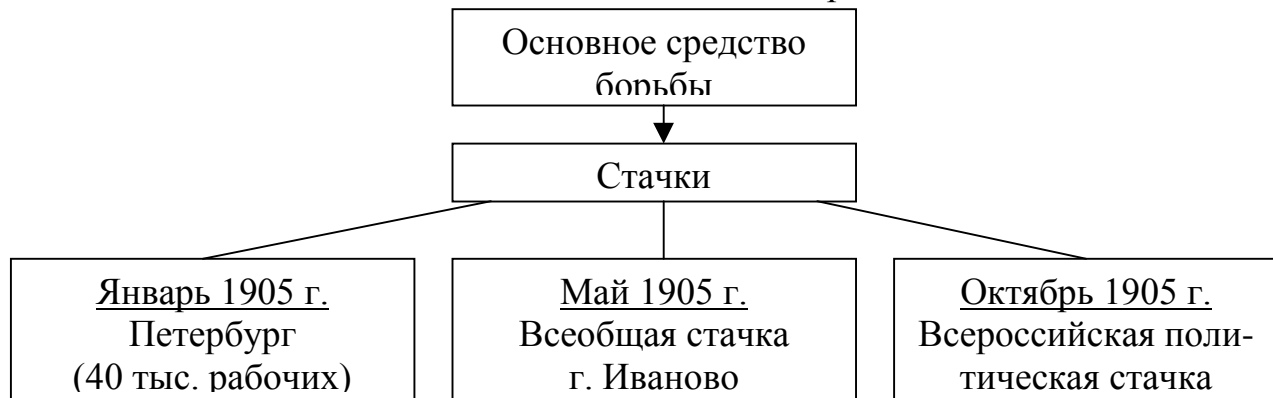 Основное средство
борьбы
Стачки
Январь 1905 г.
Петербург
(40 тыс. рабочих)
Май 1905 г.
Всеобщая стачка
г. Иваново
Октябрь 1905 г.
Всероссийская поли-
тическая стачка